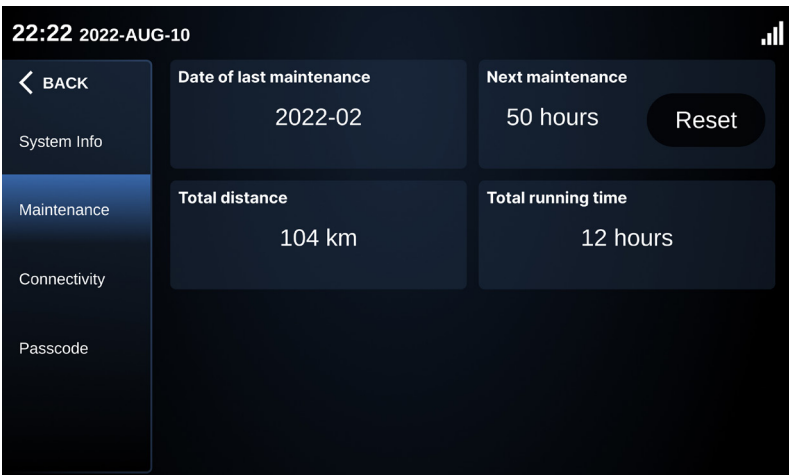 22:22 2022-AUG-10
BACK
System Info
Maintenance
Connectivity
Passcode
Date of last maintenance
2022-02
Next maintenance
50 hours
Reset
Total distance
104 km
Total running time
12 hours